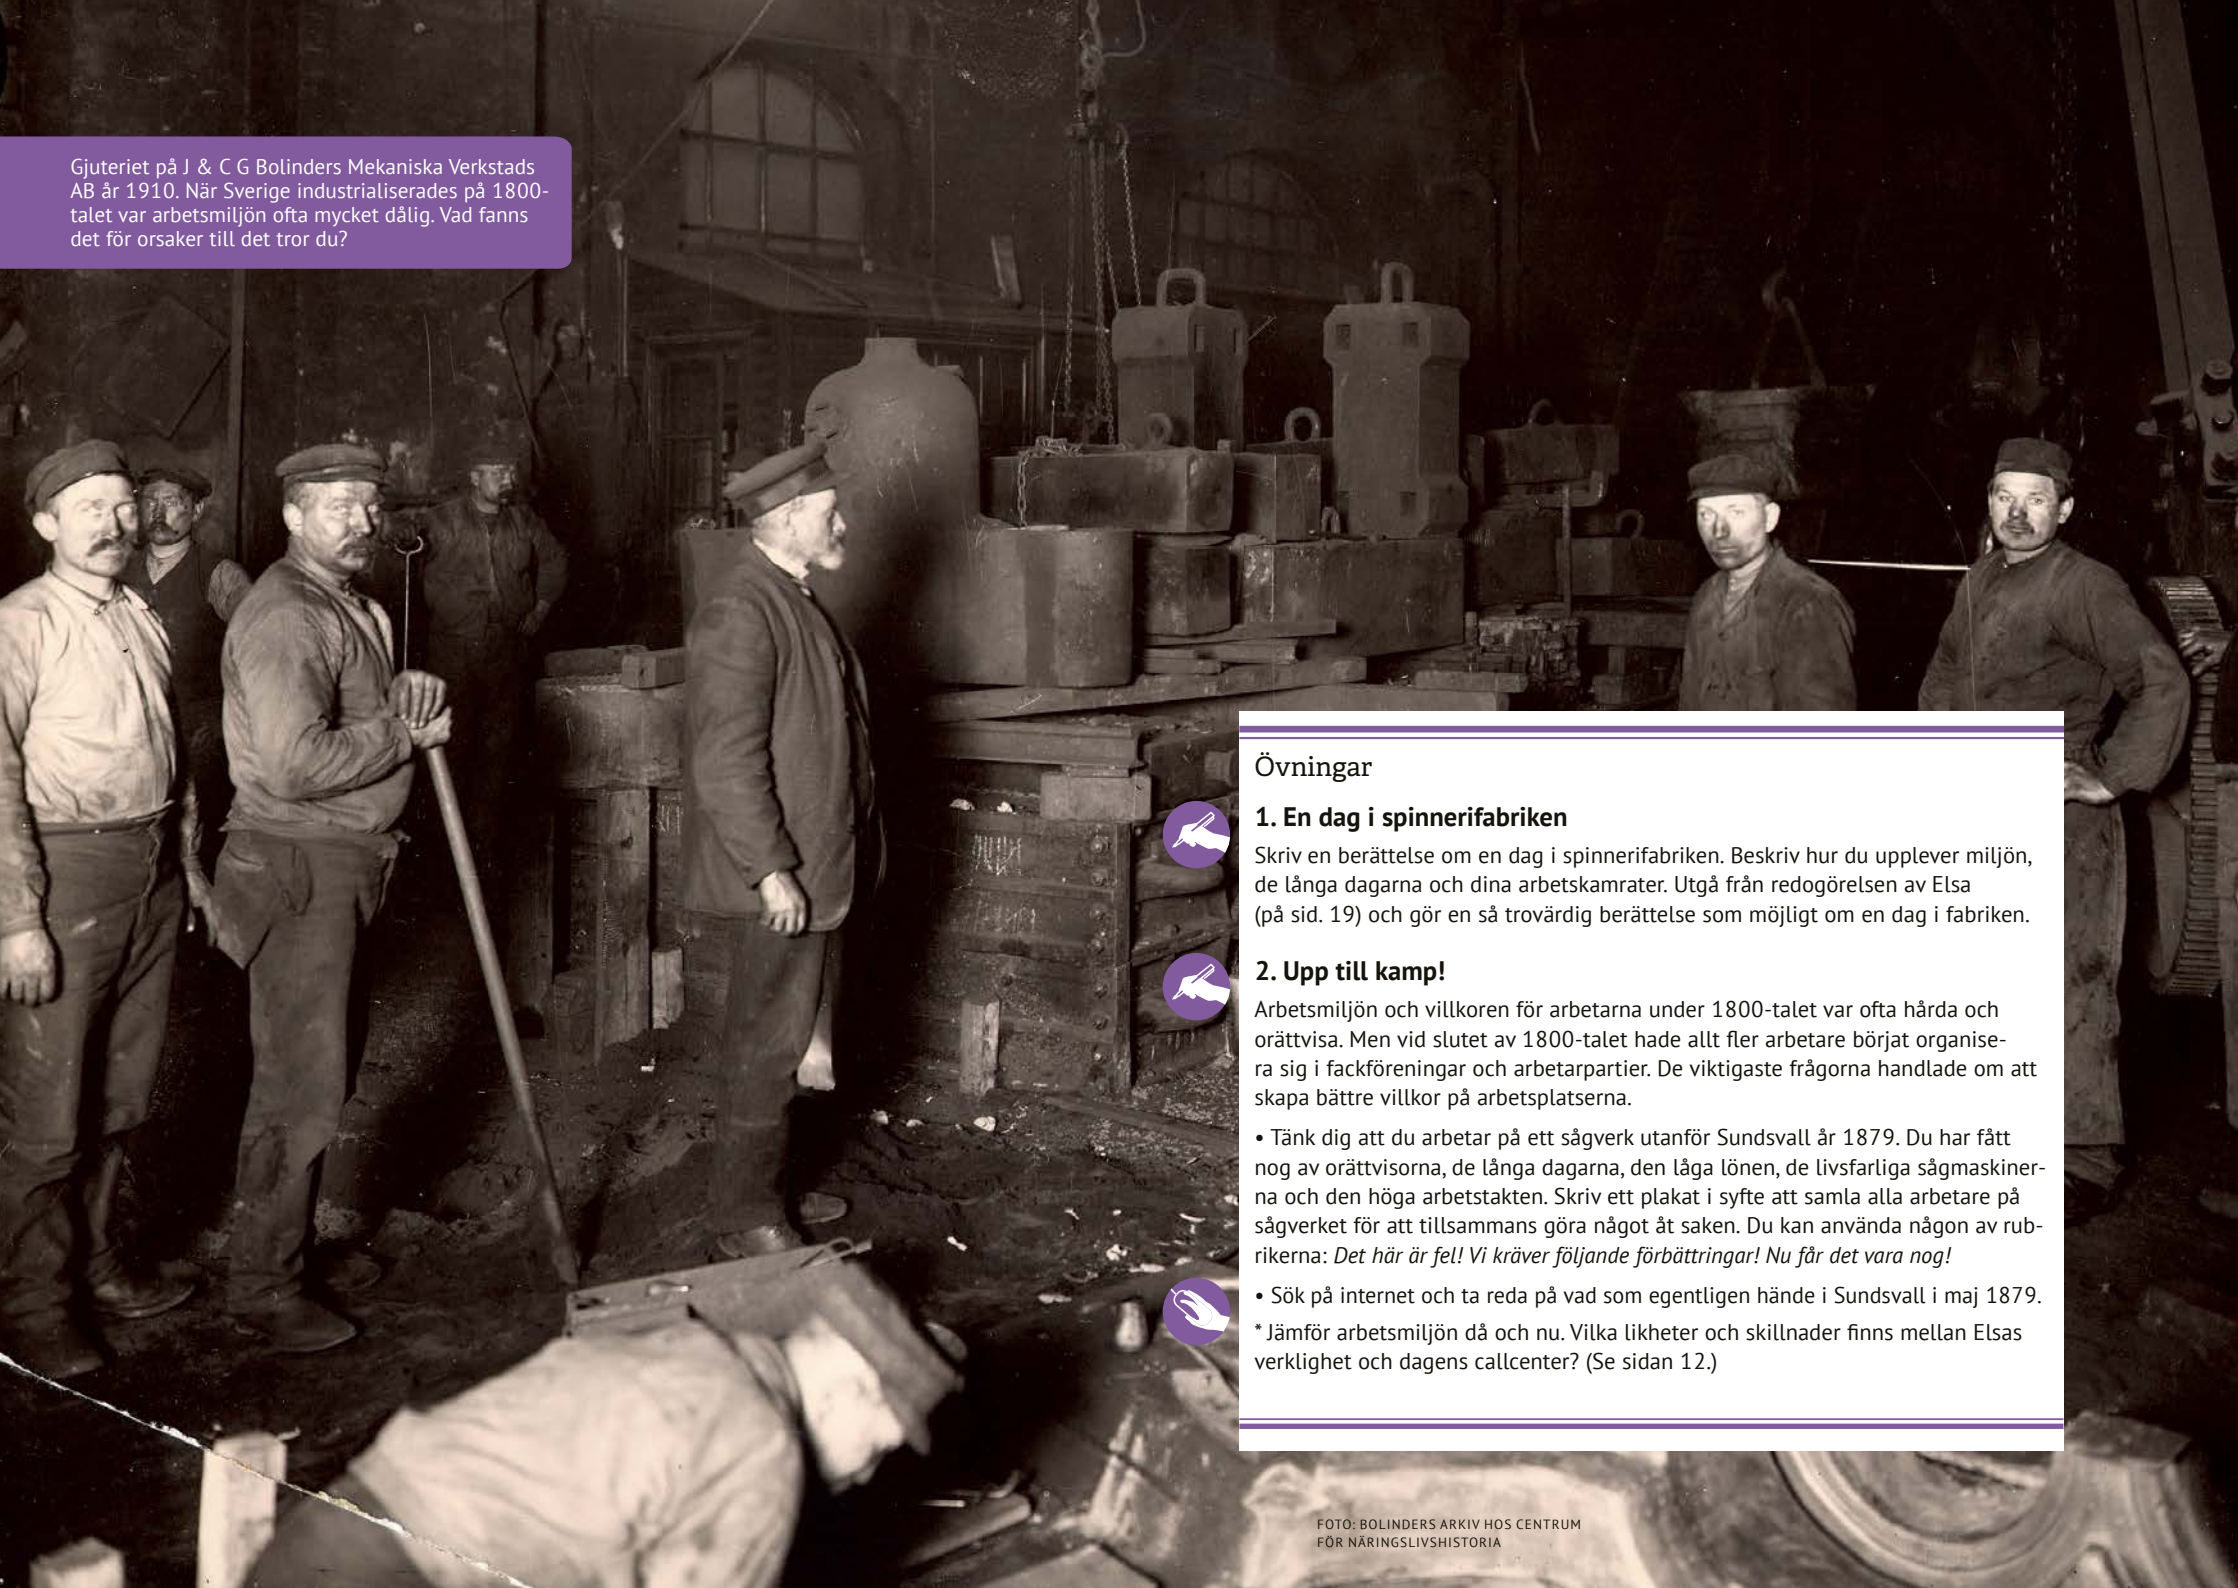 Gjuteriet på J & C G Bolinders Mekaniska Verkstads
AB år 1910. När Sverige industrialiserades på 1800-
talet var arbetsmiljön ofta mycket dålig. Vad fanns
det för orsaker till det tror du?
Övningar
1. En dag i spinnerifabriken
Skriv en berättelse om en dag i spinnerifabriken. Beskriv hur du upplever miljön,
de långa dagarna och dina arbetskamrater. Utgå från redogörelsen av Elsa
(på sid. 19) och gör en så trovärdig berättelse som möjligt om en dag i fabriken.
2. Upp till kamp!
Arbetsmiljön och villkoren för arbetarna under 1800-talet var ofta hårda och
orättvisa. Men vid slutet av 1800-talet hade allt fler arbetare börjat organise-
ra sig i fackföreningar och arbetarpartier. De viktigaste frågorna handlade om att
skapa bättre villkor på arbetsplatserna.
• Tänk dig att du arbetar på ett sågverk utanför Sundsvall år 1879. Du har fått
nog av orättvisorna, de långa dagarna, den låga lönen, de livsfarliga sågmaskiner-
na och den höga arbetstakten. Skriv ett plakat i syfte att samla alla arbetare på
sågverket för att tillsammans göra något åt saken. Du kan använda någon av rub-
rikerna: Det här är fel! Vi kräver följande förbättringar! Nu får det vara nog!
• Sök på internet och ta reda på vad som egentligen hände i Sundsvall i maj 1879.
* Jämför arbetsmiljön då och nu. Vilka likheter och skillnader finns mellan Elsas
verklighet och dagens callcenter? (Se sidan 12.)
FOTO: BOLINDERS ARKIV HOS CENTRUM
FÖR NÄRINGSLIVSHISTORIA